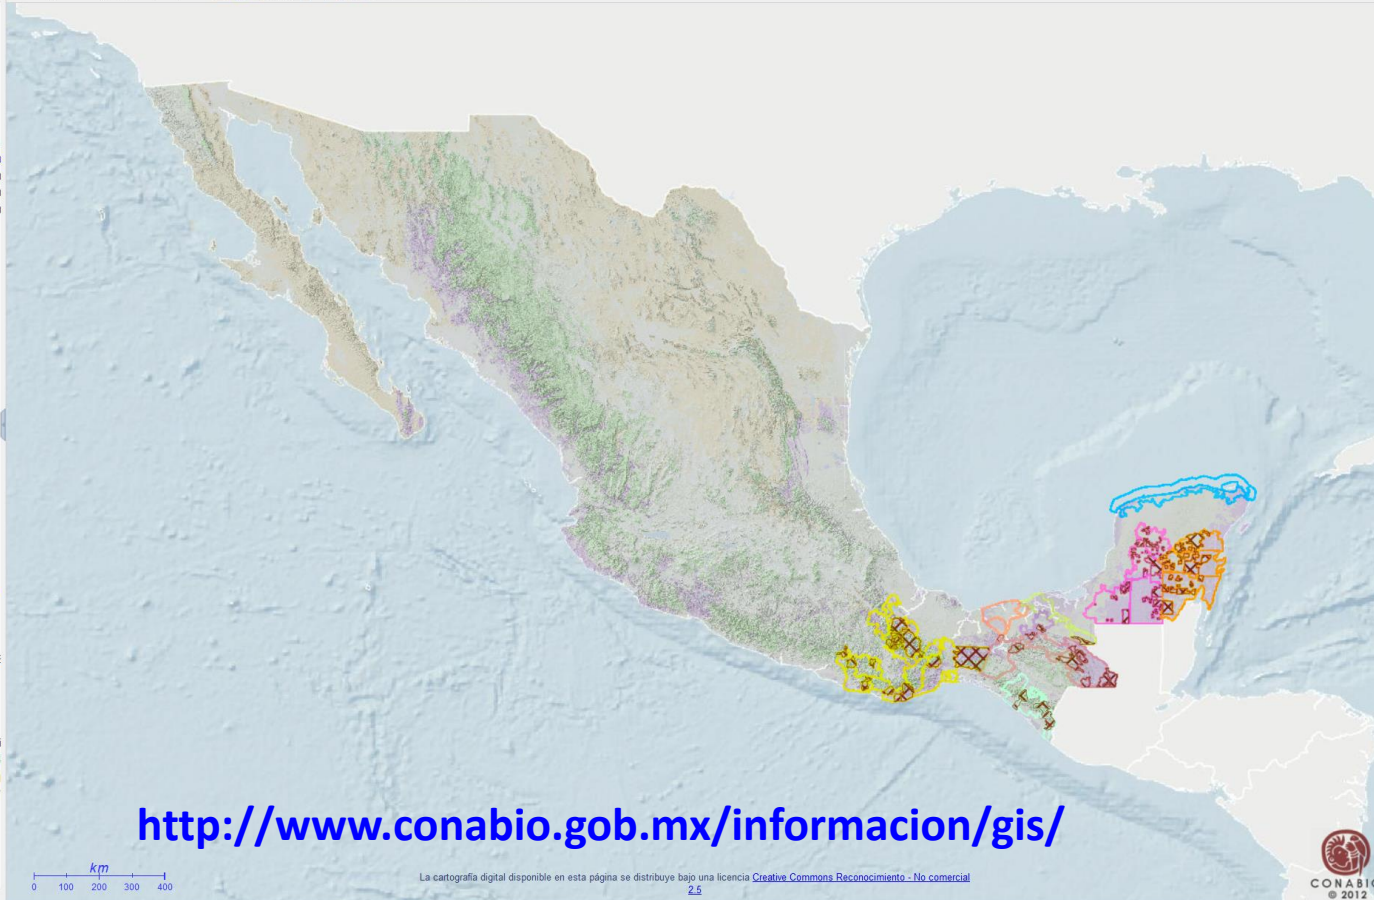 http://www.conabio.gob.mx/informacion/gis/
km
0 100 200 300 400
La cartografía digital disponible en esta página se distribuye bajo una licencia Creative Commons Reconocimiento - No comercial
2.5
CONABIO
© 2012